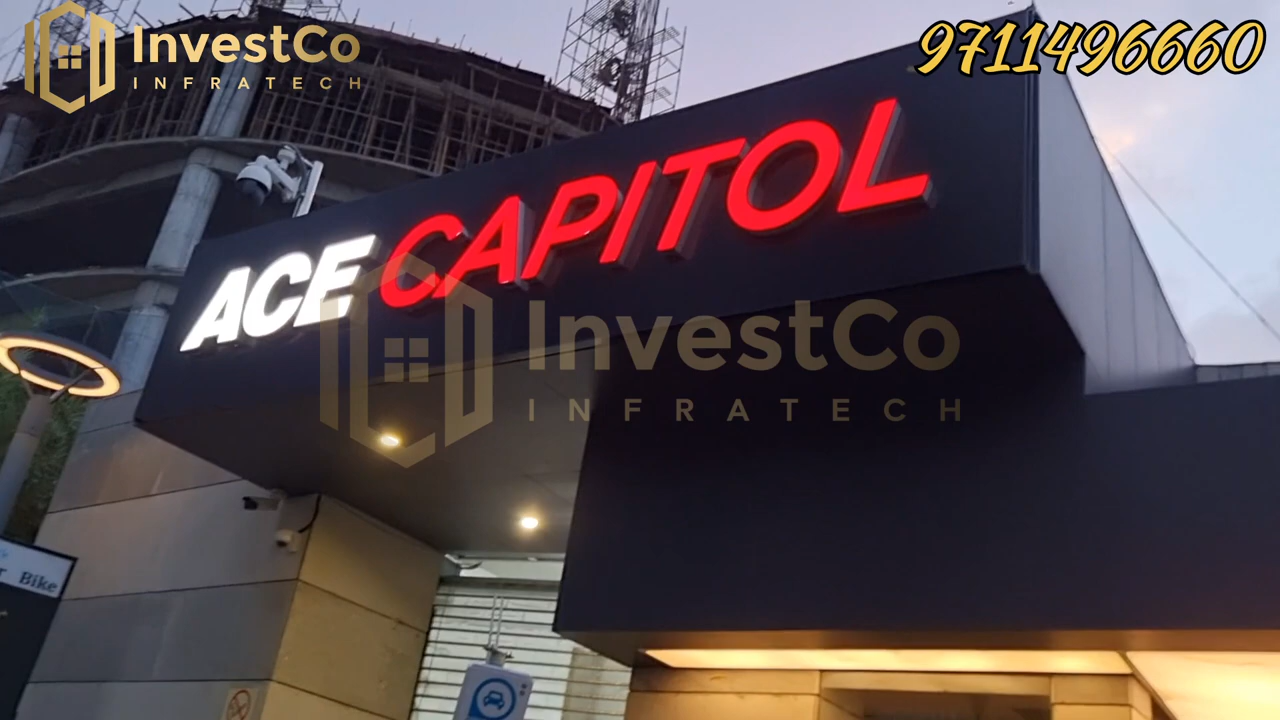 InvestCo
INFRATECH
9711496660
ACE CAPITOL
InvestCo
INFRATECH
Bike